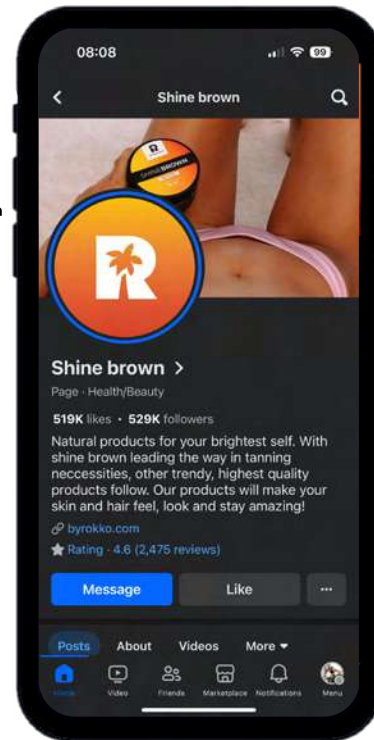 08:08
99
Shine brown
SHINE BROWN
R
Shine brown >
Page · Health/Beauty
519K likes • 529K followers
Natural products for your brightest self. With
shine brown leading the way in tanning
neccessities, other trendy, highest quality
products follow. Our products will make your
skin and hair feel, look and stay amazing!
byrokko.com
Rating · 4.6 (2,475 reviews)
Message Like ...
Posts About Videos More
Home Video Friends Marketplace Notifications Menu